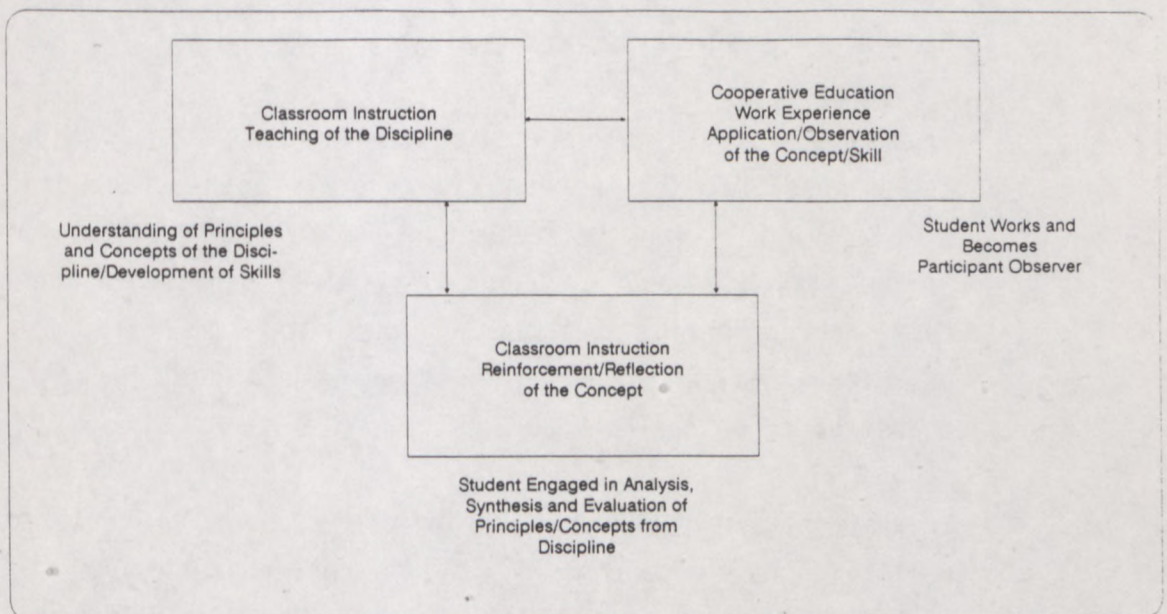 Classroom Instruction
Teaching of the Discipline
Cooperative Education
Work Experience
Application/Observation
of the Concept/Skill
Understanding of Principles
and Concepts of the Disci-
pline/Development of Skills
Student Works and
Becomes
Participant Observer
Classroom Instruction
Reinforcement/Reflection
of the Concept
Student Engaged in Analysis,
Synthesis and Evaluation of
Principles/Concepts from
Discipline